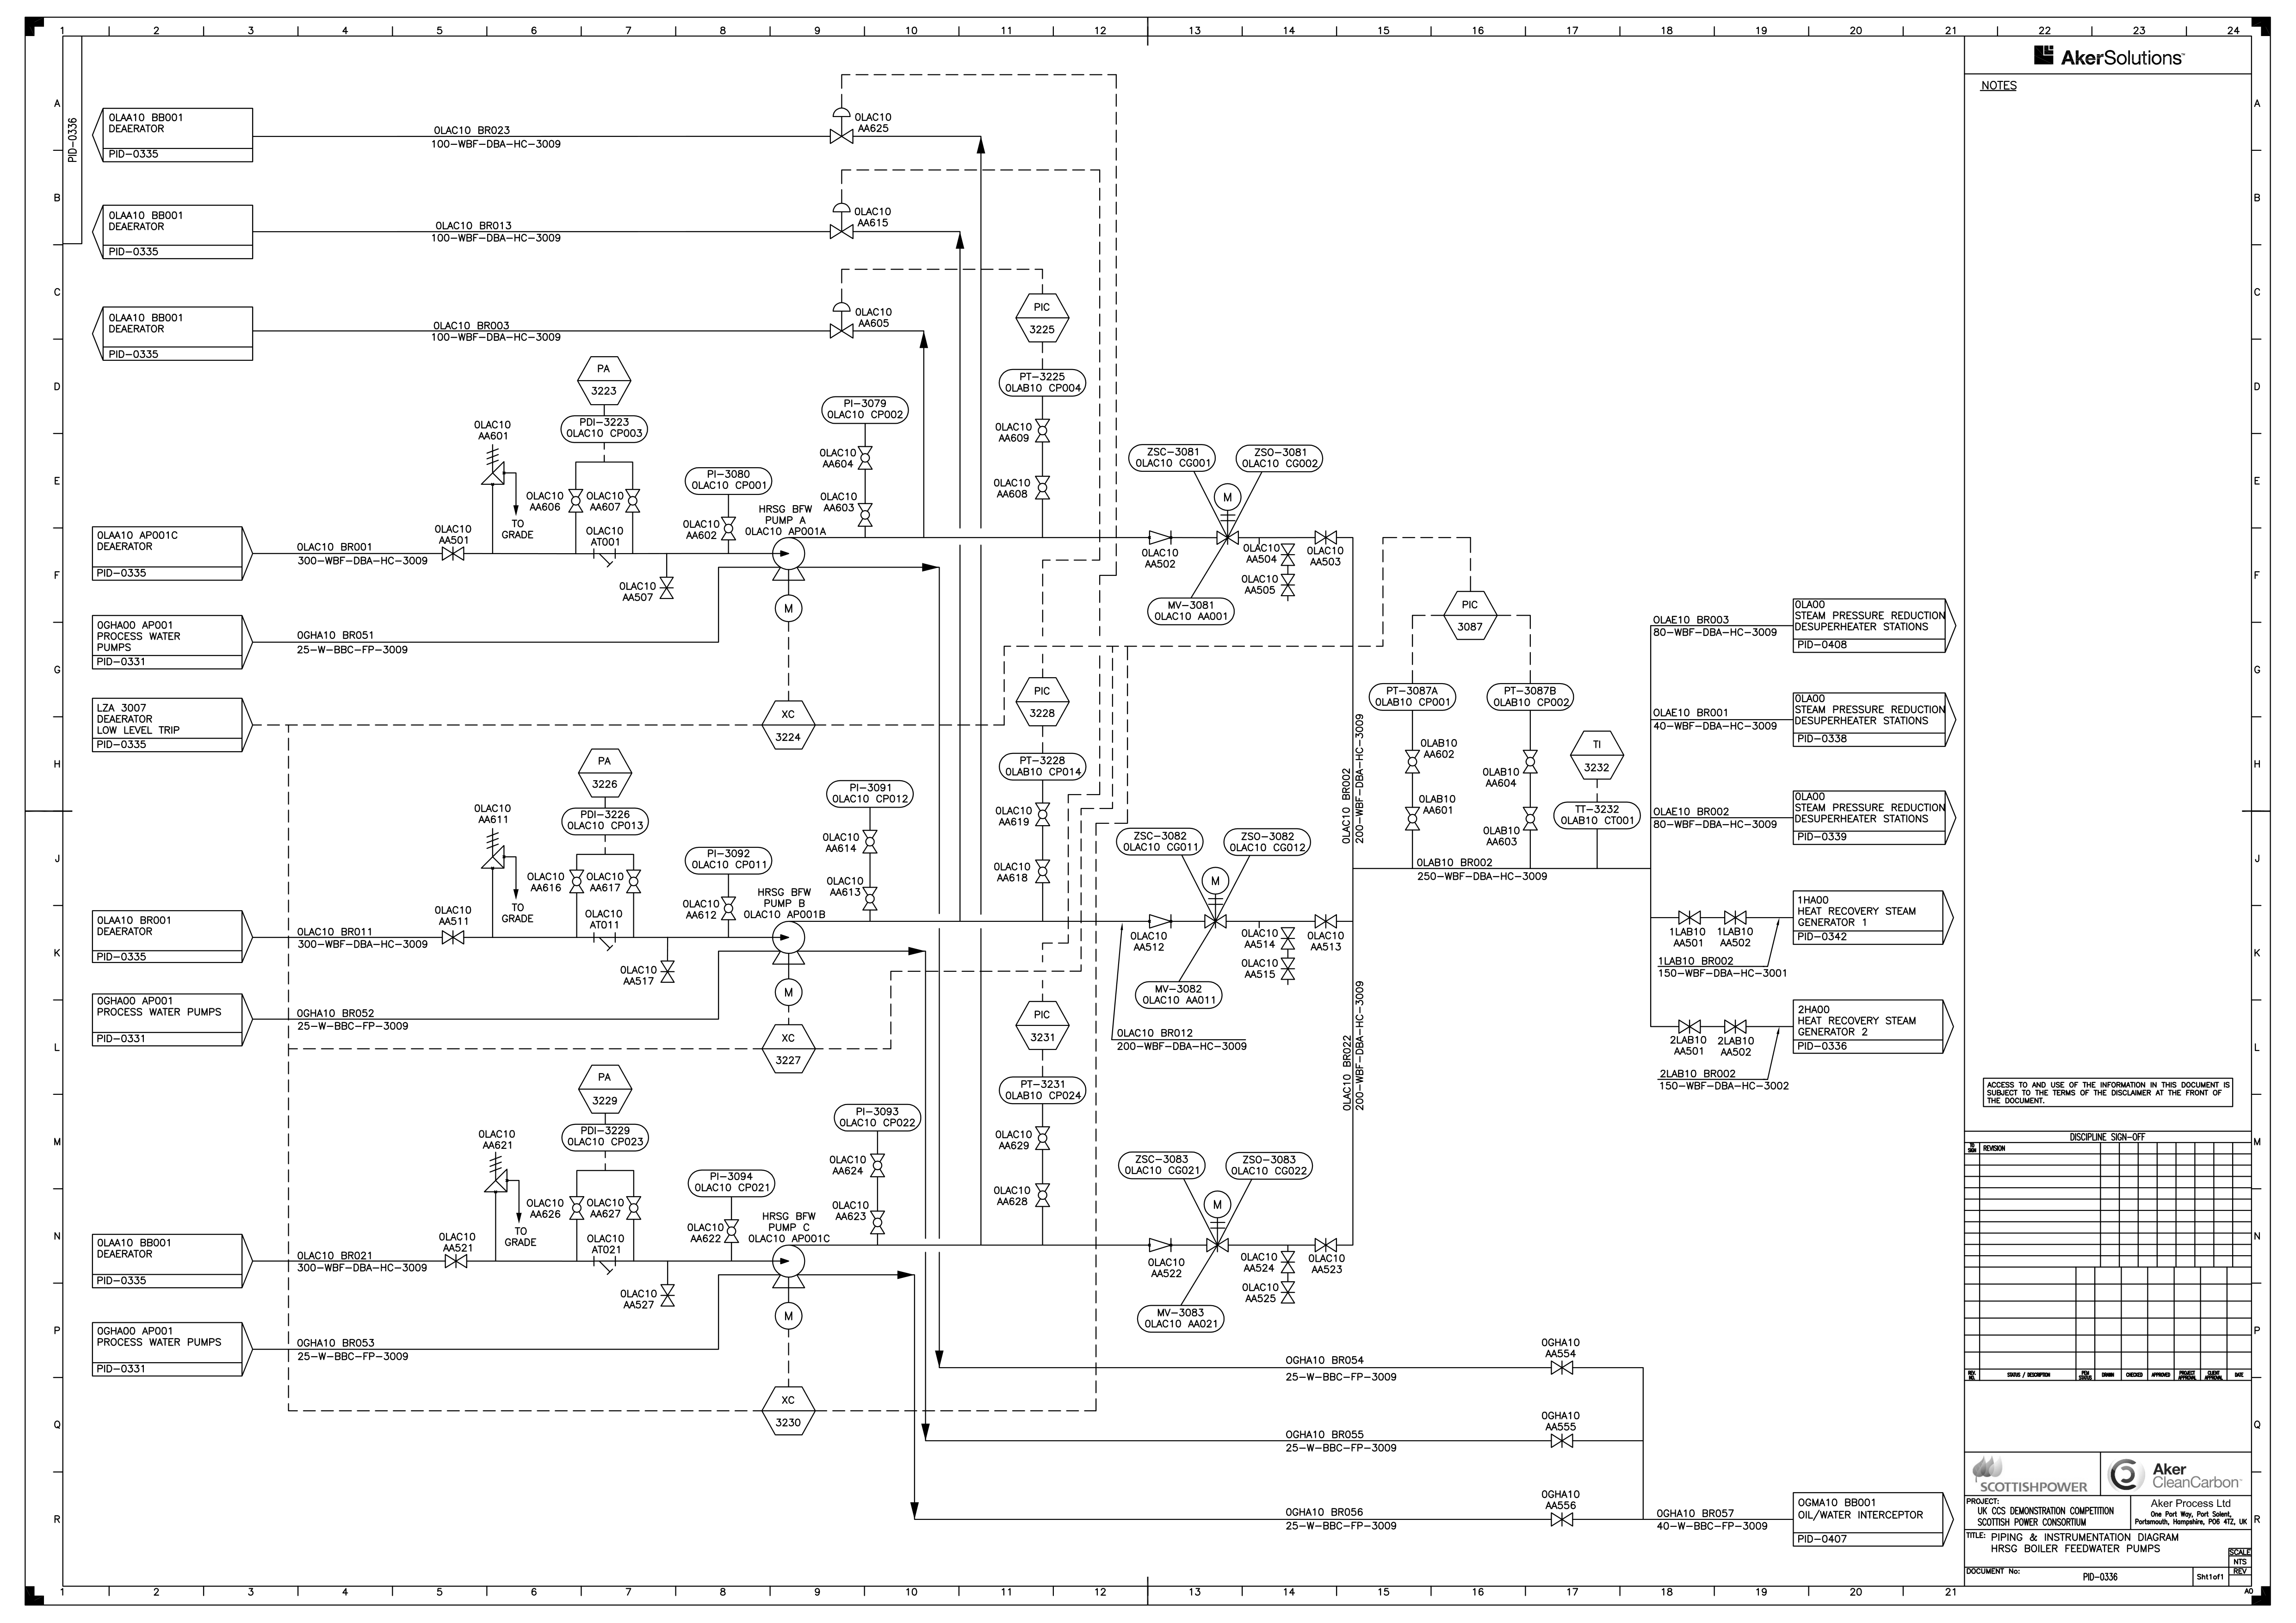 1 2 3 4 5 6 7 8 9 10 11 12 13 14 15 16 17 18 19 20 21 22 23 24
A B C D E F G H J K L M N P Q R
PID-0336
0LAA10 BB001
DEAERATOR
PID-0335
0LAC10 BR023
100-WBF-DBA-HC-3009
0LAC10
AA625
0LAA10 BB001
DEAERATOR
PID-0335
0LAC10 BR013
100-WBF-DBA-HC-3009
0LAC10
AA615
0LAA10 BB001
DEAERATOR
PID-0335
0LAC10 BR003
100-WBF-DBA-HC-3009
0LAC10
AA605
PIC
3225
PT-3225
0LAB10 CP004
0LAC10
AA609
0LAC10
AA608
PA
3223
PDI-3223
0LAC10 CP003
0LAC10
AA601
TO
GRADE
0LAC10
AA606
0LAC10
AA607
0LAC10
AT001
PI-3080
0LAC10 CP001
0LAC10
AA602
PI-3079
0LAC10 CP002
0LAC10
AA604
0LAC10
AA603
HRSG BFW
PUMP A
0LAC10 AP001A
M
0LAA10 AP001C
DEAERATOR
PID-0335
0LAC10 BR001
300-WBF-DBA-HC-3009
0LAC10
AA501
0LAC10
AA507
ZSC-3081
0LAC10 CG001
ZSO-3081
0LAC10 CG002
M
0LAC10
AA502
0LAC10
AA504
0LAC10
AA505
0LAC10
AA503
MV-3081
0LAC10 AA001
0GHA00 AP001
PROCESS WATER
PUMPS
PID-0331
0GHA10 BR051
25-W-BBC-FP-3009
LZA 3007
DEAERATOR
LOW LEVEL TRIP
PID-0335
XC
3224
PIC
3228
PT-3228
0LAB10 CP014
0LAC10
AA619
0LAC10
AA618
PA
3226
PDI-3226
0LAC10 CP013
0LAC10
AA611
TO
GRADE
0LAC10
AA616
0LAC10
AA617
0LAC10
AT011
PI-3092
0LAC10 CP011
0LAC10
AA612
PI-3091
0LAC10 CP012
0LAC10
AA614
0LAC10
AA613
HRSG BFW
PUMP B
0LAC10 AP001B
M
0LAA10 BR001
DEAERATOR
PID-0335
0LAC10 BR011
300-WBF-DBA-HC-3009
0LAC10
AA511
0LAC10
AA517
ZSC-3082
0LAC10 CG011
ZSO-3082
0LAC10 CG012
M
0LAC10
AA512
0LAC10
AA514
0LAC10
AA515
0LAC10
AA513
MV-3082
0LAC10 AA011
0LAC10 BR012
200-WBF-DBA-HC-3009
0GHA00 AP001
PROCESS WATER PUMPS
PID-0331
0GHA10 BR052
25-W-BBC-FP-3009
XC
3227
PIC
3231
PT-3231
0LAB10 CP024
0LAC10
AA629
0LAC10
AA628
PA
3229
PDI-3229
0LAC10 CP023
0LAC10
AA621
TO
GRADE
0LAC10
AA626
0LAC10
AA627
0LAC10
AT021
PI-3094
0LAC10 CP021
0LAC10
AA622
PI-3093
0LAC10 CP022
0LAC10
AA624
0LAC10
AA623
HRSG BFW
PUMP C
0LAC10 AP001C
M
0LAA10 BB001
DEAERATOR
PID-0335
0LAC10 BR021
300-WBF-DBA-HC-3009
0LAC10
AA521
0LAC10
AA527
ZSC-3083
0LAC10 CG021
ZSO-3083
0LAC10 CG022
M
0LAC10
AA522
0LAC10
AA524
0LAC10
AA525
0LAC10
AA523
MV-3083
0LAC10 AA021
0GHA00 AP001
PROCESS WATER PUMPS
PID-0331
0GHA10 BR053
25-W-BBC-FP-3009
XC
3230
0LAC10 BR002
200-WBF-DBA-HC-3009
0LAC10 BR022
200-WBF-DBA-HC-3009
PIC
3087
PT-3087A
0LAB10 CP001
PT-3087B
0LAB10 CP002
0LAB10
AA602
0LAB10
AA601
0LAB10
AA604
0LAB10
AA603
TI
3232
TT-3232
0LAB10 CT001
0LAB10 BR002
250-WBF-DBA-HC-3009
0LAE10 BR003
80-WBF-DBA-HC-3009
0LA00
STEAM PRESSURE REDUCTION
DESUPERHEATER STATIONS
PID-0408
0LAE10 BR001
40-WBF-DBA-HC-3009
0LA00
STEAM PRESSURE REDUCTION
DESUPERHEATER STATIONS
PID-0338
0LAE10 BR002
80-WBF-DBA-HC-3009
0LA00
STEAM PRESSURE REDUCTION
DESUPERHEATER STATIONS
PID-0339
1LAB10
AA501
1LAB10
AA502
1LAB10 BR002
150-WBF-DBA-HC-3001
1HA00
HEAT RECOVERY STEAM
GENERATOR 1
PID-0342
2LAB10
AA501
2LAB10
AA502
2LAB10 BR002
150-WBF-DBA-HC-3002
2HA00
HEAT RECOVERY STEAM
GENERATOR 2
PID-0336
0GHA10 BR054
25-W-BBC-FP-3009
0GHA10
AA554
0GHA10 BR055
25-W-BBC-FP-3009
0GHA10
AA555
0GHA10 BR056
25-W-BBC-FP-3009
0GHA10
AA556
0GHA10 BR057
40-W-BBC-FP-3009
0GMA10 BB001
OIL/WATER INTERCEPTOR
PID-0407
AkerSolutions
NOTES
ACCESS TO AND USE OF THE INFORMATION IN THIS DOCUMENT IS
SUBJECT TO THE TERMS OF THE DISCLAIMER AT THE FRONT OF
THE DOCUMENT.
DISCIPLINE SIGN-OFF
REVISION
REV. NO. STATUS / DESCRIPTION DRAWN CHECKED APPROVED PROJECT APPROVAL CLIENT APPROVAL DATE
SCOTTISHPOWER
Aker
CleanCarbon
PROJECT:
UK CCS DEMONSTRATION COMPETITION
SCOTTISH POWER CONSORTIUM
Aker Process Ltd
One Port Way, Port Solent,
Portsmouth, Hampshire, PO6 4TZ, UK
TITLE: PIPING & INSTRUMENTATION DIAGRAM
HRSG BOILER FEEDWATER PUMPS
SCALE
NTS
REV
DOCUMENT No:
PID-0336
Sht1of1
A0